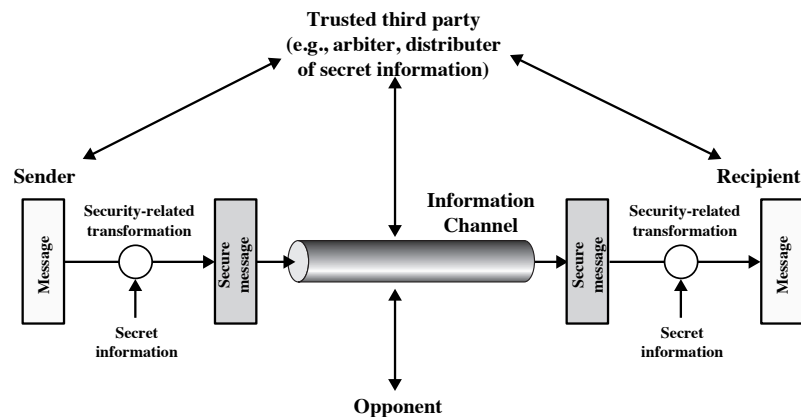 Trusted third party
(e.g., arbiter, distributer
of secret information)
Sender
Recipient
Information
Channel
Security-related
transformation
Security-related
transformation
Message
Secure
message
Secure
message
Message
Secret
information
Secret
information
Opponent